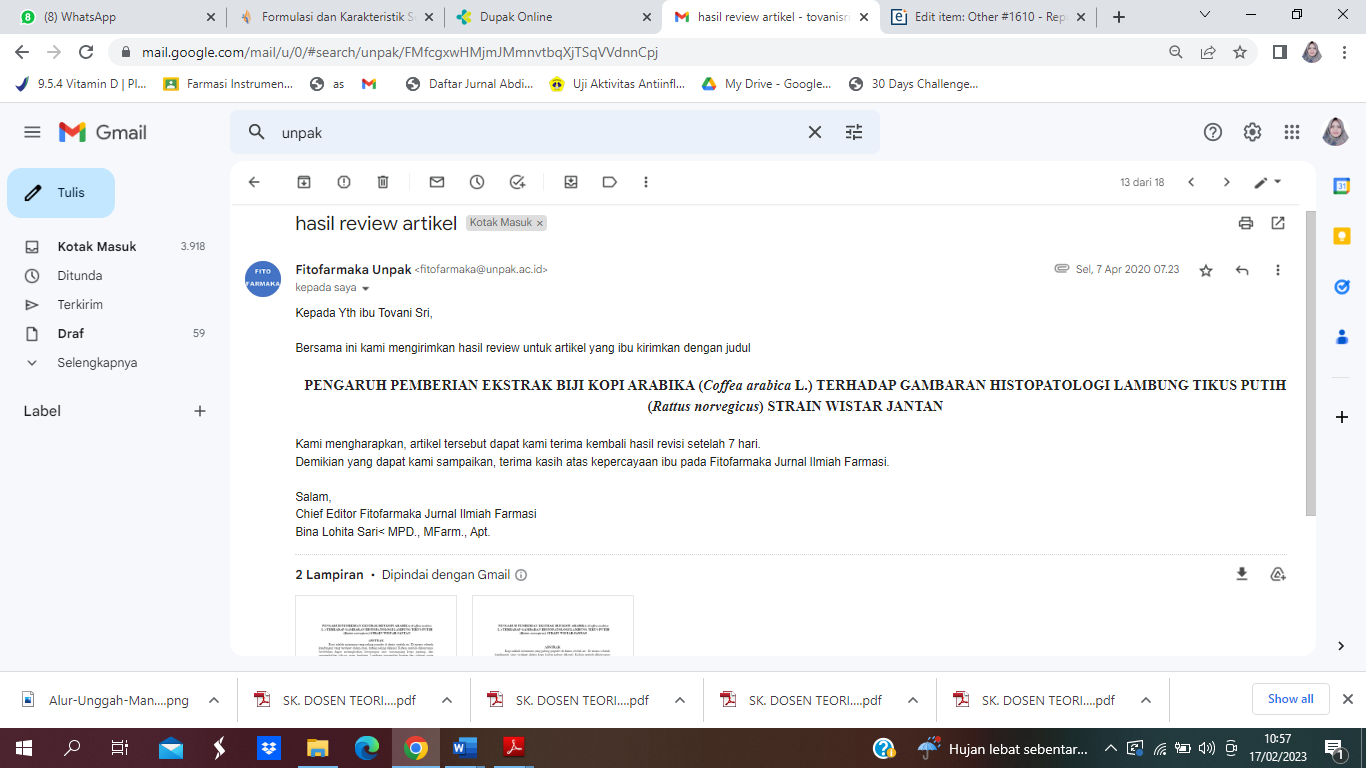 (8) WhatsApp
Formulasi dan Karakteristik S
Dupak Online
hasil review artikel - tovanisri
Edit item: Other #1610 - Rep
mail.google.com/mail/u/0/#search/unpak/FMfcgxwHMjmJMmnvtbqXjTSqVVdnnCpj
9.5.4 Vitamin D | Pl...
Farmasi Instrumen...
as
Daftar Jurnal Abdi...
Uji Aktivitas Antiinfl...
My Drive - Google...
30 Days Challenge...
Gmail
unpak
Tulis
13 dari 18
hasil review artikel Kotak Masuk ×
Kotak Masuk 3.918
Ditunda
Terkirim
Draf 59
Selengkapnya
Label
FITO
FARMAKA
Fitofarmaka Unpak <fitofarmaka@unpak.ac.id>
Sel, 7 Apr 2020 07.23
kepada saya
Kepada Yth ibu Tovani Sri,
Bersama ini kami mengirimkan hasil review untuk artikel yang ibu kirimkan dengan judul
PENGARUH PEMBERIAN EKSTRAK BIJI KOPI ARABIKA (Coffea arabica L.) TERHADAP GAMBARAN HISTOPATOLOGI LAMBUNG TIKUS PUTIH
(Rattus norvegicus) STRAIN WISTAR JANTAN
Kami mengharapkan, artikel tersebut dapat kami terima kembali hasil revisi setelah 7 hari.
Demikian yang dapat kami sampaikan, terima kasih atas kepercayaan ibu pada Fitofarmaka Jurnal Ilmiah Farmasi.
Salam,
Chief Editor Fitofarmaka Jurnal Ilmiah Farmasi
Bina Lohita Sari< MPD., MFarm., Apt.
2 Lampiran • Dipindai dengan Gmail
31
Alur-Unggah-Man....png
SK. DOSEN TEORI....pdf
SK. DOSEN TEORI....pdf
SK. DOSEN TEORI....pdf
SK. DOSEN TEORI....pdf
Show all
Hujan lebat sebentar...
10:57
17/02/2023
1